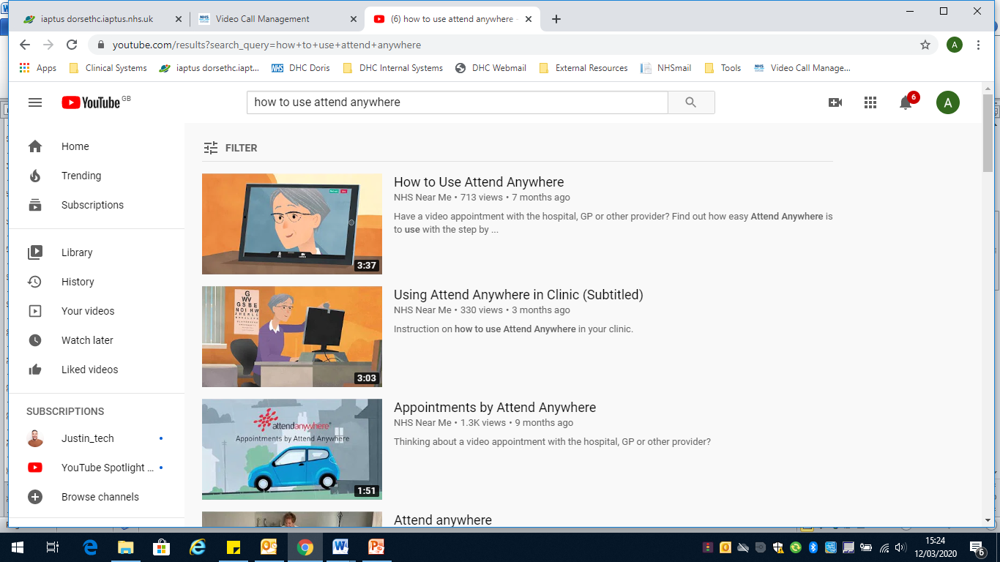 iaptus dorsethc.iaptus.nhs.uk
NHS
Video Call Management
(6) how to use attend anywhere -
youtube.com/results?search_query=how+to+use+attend+anywhere
A
Apps
Clinical Systems
iaptus dorsethc.iapt...
NHS DHC Doris
DHC Internal Systems
DHC Webmail
External Resources
NHSmail
Tools
Video Call Manage...
YouTube GB
how to use attend anywhere
6
A
Home
Trending
Subscriptions
Library
History
Your videos
Watch later
Liked videos
SUBSCRIPTIONS
Justin_tech
YouTube Spotlight ...
Browse channels
FILTER
3:37
How to Use Attend Anywhere
NHS Near Me • 713 views • 7 months ago
Have a video appointment with the hospital, GP or other provider? Find out how easy Attend Anywhere is
to use with the step by ...
3:03
Using Attend Anywhere in Clinic (Subtitled)
NHS Near Me • 330 views • 3 months ago
Instruction on how to use Attend Anywhere in your clinic.
attendanywhere
Appointments by Attend Anywhere
1:51
Appointments by Attend Anywhere
NHS Near Me • 1.3K views • 9 months ago
Thinking about a video appointment with the hospital, GP or other provider?
Attend anywhere
15:24
12/03/2020
6